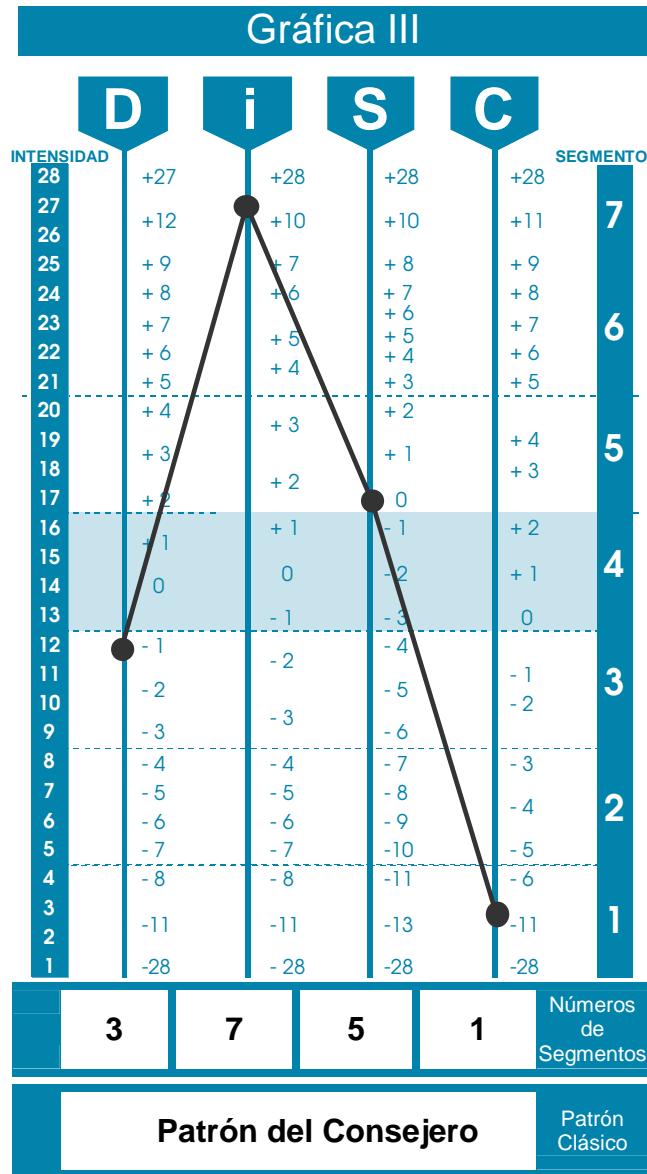 Gráfica III
D i S C
INTENSIDAD SEGMENTO
28 +27 +28 +28 +28
27 7
+12 +10 +10 +11
26
25 + 9 + 7 + 8 + 9
24 + 8 + 6 + 7 + 8
+ 6
23 + 7 + 7 6
+ 5 + 5
22 + 6 + 4 + 6
+ 4
21 + 5 + 3 + 5
20 + 4 + 2
+ 3
19 + 4 5
+ 3 + 1
18 + 3
+ 2
17 + 2 0
16 + 1 - 1 + 2
+ 1
15 4
0 - 2 + 1
14 0
13 - 1 - 3 0
12 - 1 - 4
- 2
11 - 1 3
- 2 - 5
10 - 2
- 3
9 - 3 - 6
8 - 4 - 4 - 7 - 3
7 - 5 - 5 - 8
- 4 2
6 - 6 - 6 - 9
5 - 7 - 7 -10 - 5
4 - 8 - 8 -11 - 6
3 1
-11 -11 -13 -11
2
1 -28 - 28 -28 -28
3 7 5 1
Números
de
Segmentos
Patrón del Consejero
Patrón
Clásico